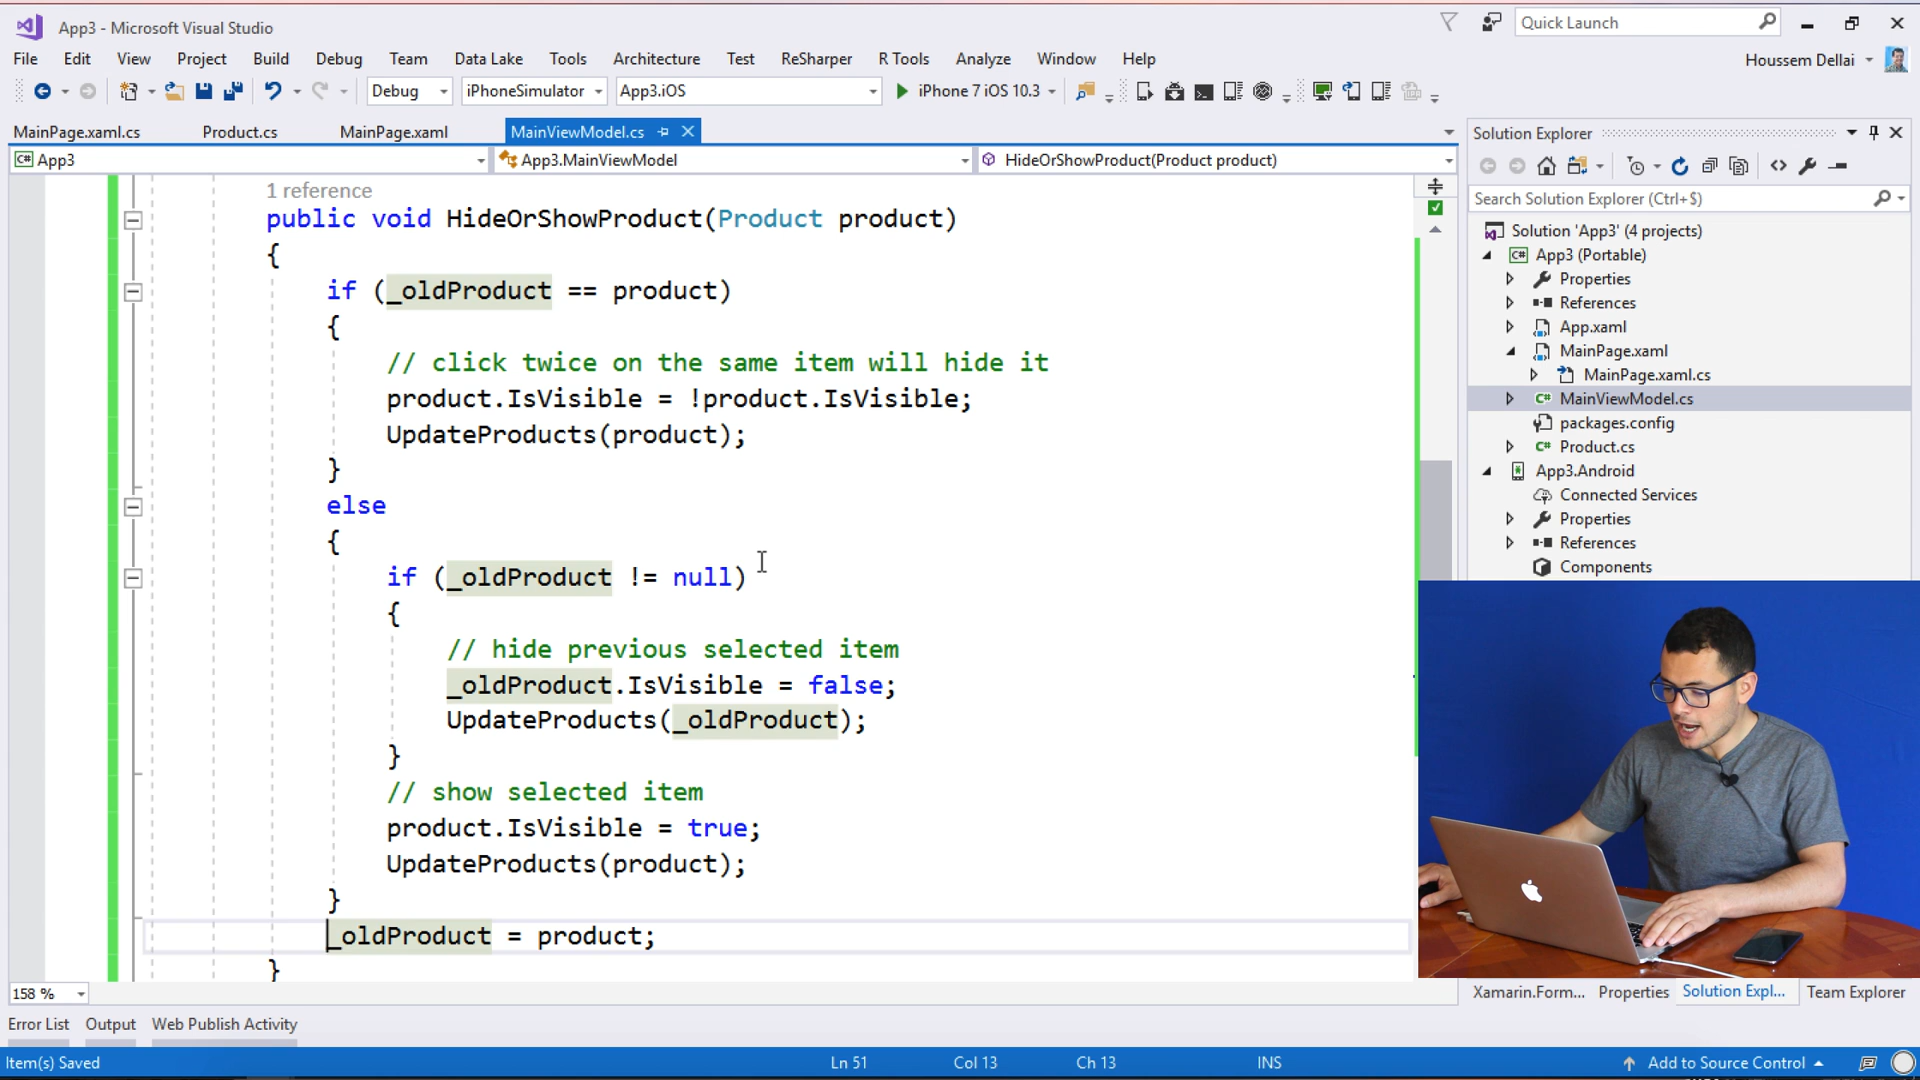 App3 - Microsoft Visual Studio
Quick Launch
File Edit View Project Build Debug Team Data Lake Tools Architecture Test ReSharper R Tools Analyze Window Help
Houssem Dellai
Debug iPhoneSimulator App3.iOS iPhone 7 iOS 10.3
MainPage.xaml.cs Product.cs MainPage.xaml MainViewModel.cs
App3 App3.MainViewModel HideOrShowProduct(Product product)
1 reference
public void HideOrShowProduct(Product product)
{
if (_oldProduct == product)
{
// click twice on the same item will hide it
product.IsVisible = !product.IsVisible;
UpdateProducts(product);
}
else
{
if (_oldProduct != null)
{
// hide previous selected item
_oldProduct.IsVisible = false;
UpdateProducts(_oldProduct);
}
// show selected item
product.IsVisible = true;
UpdateProducts(product);
}
_oldProduct = product;
}
158 %
Solution Explorer
Search Solution Explorer (Ctrl+$)
Solution 'App3' (4 projects)
App3 (Portable)
Properties
References
App.xaml
MainPage.xaml
MainPage.xaml.cs
MainViewModel.cs
packages.config
Product.cs
App3.Android
Connected Services
Properties
References
Components
Xamarin.Form... Properties Solution Expl... Team Explorer
Error List Output Web Publish Activity
Item(s) Saved Ln 51 Col 13 Ch 13 INS Add to Source Control